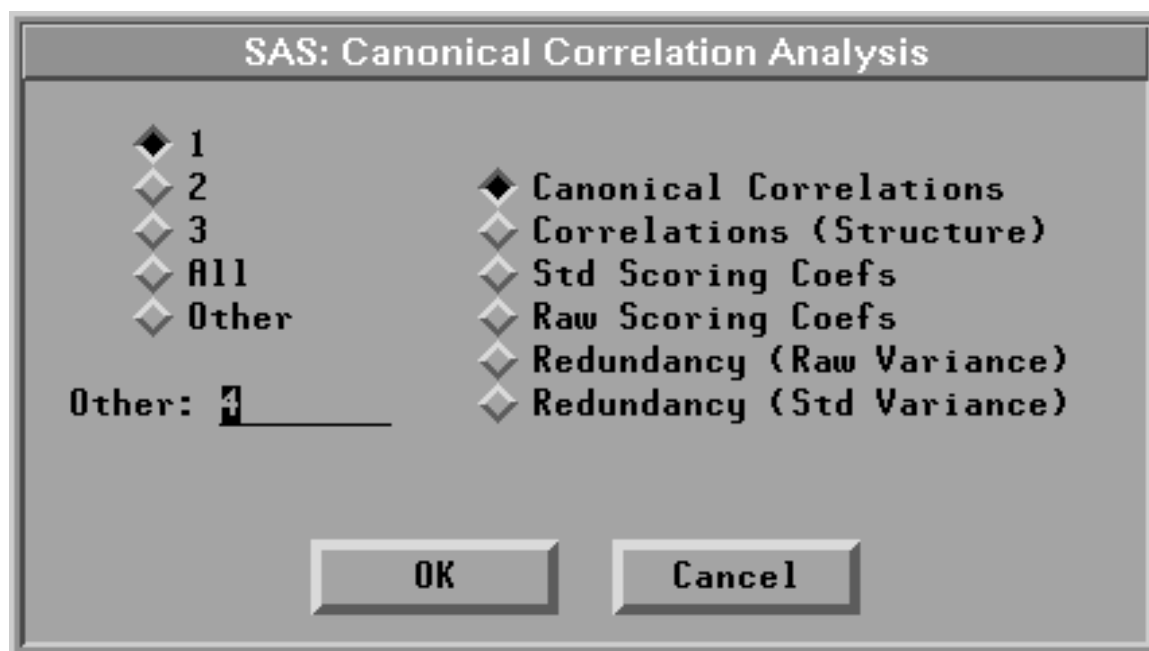 SAS: Canonical Correlation Analysis
1
2
3
All
Other
Other: 4
Canonical Correlations
Correlations (Structure)
Std Scoring Coefs
Raw Scoring Coefs
Redundancy (Raw Variance)
Redundancy (Std Variance)
OK
Cancel